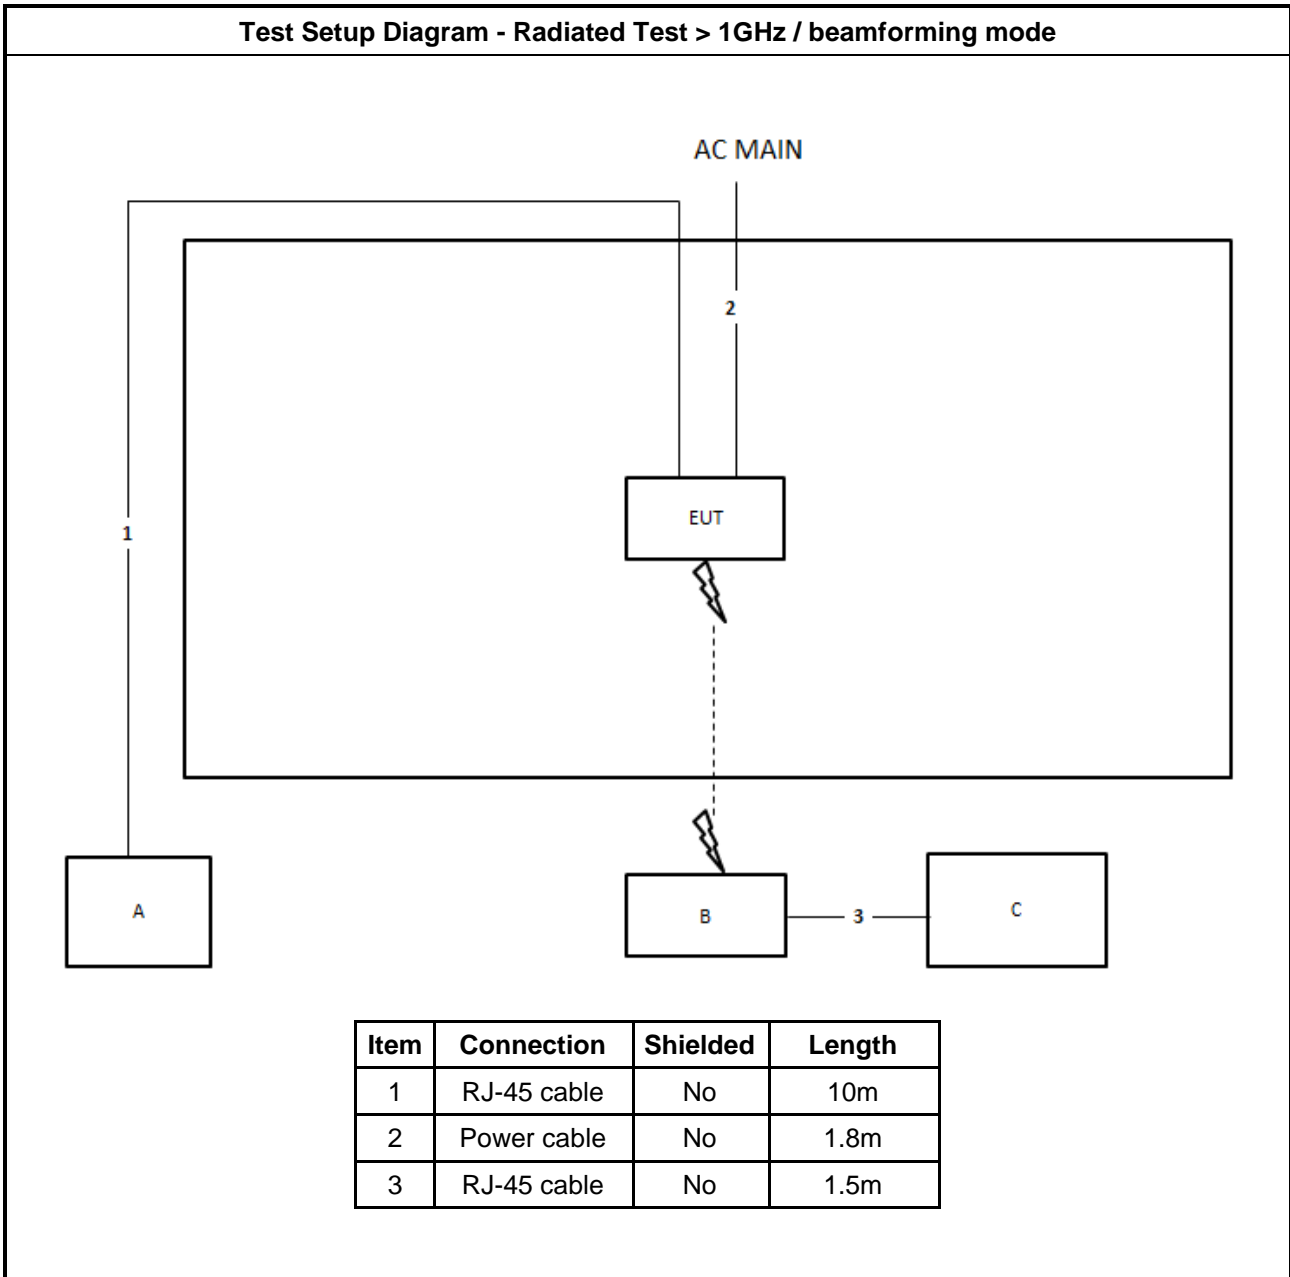 Test Setup Diagram - Radiated Test > 1GHz / beamforming mode
AC MAIN
2
EUT
1
A
B
3
C
Item Connection Shielded Length
1 RJ-45 cable No 10m
2 Power cable No 1.8m
3 RJ-45 cable No 1.5m